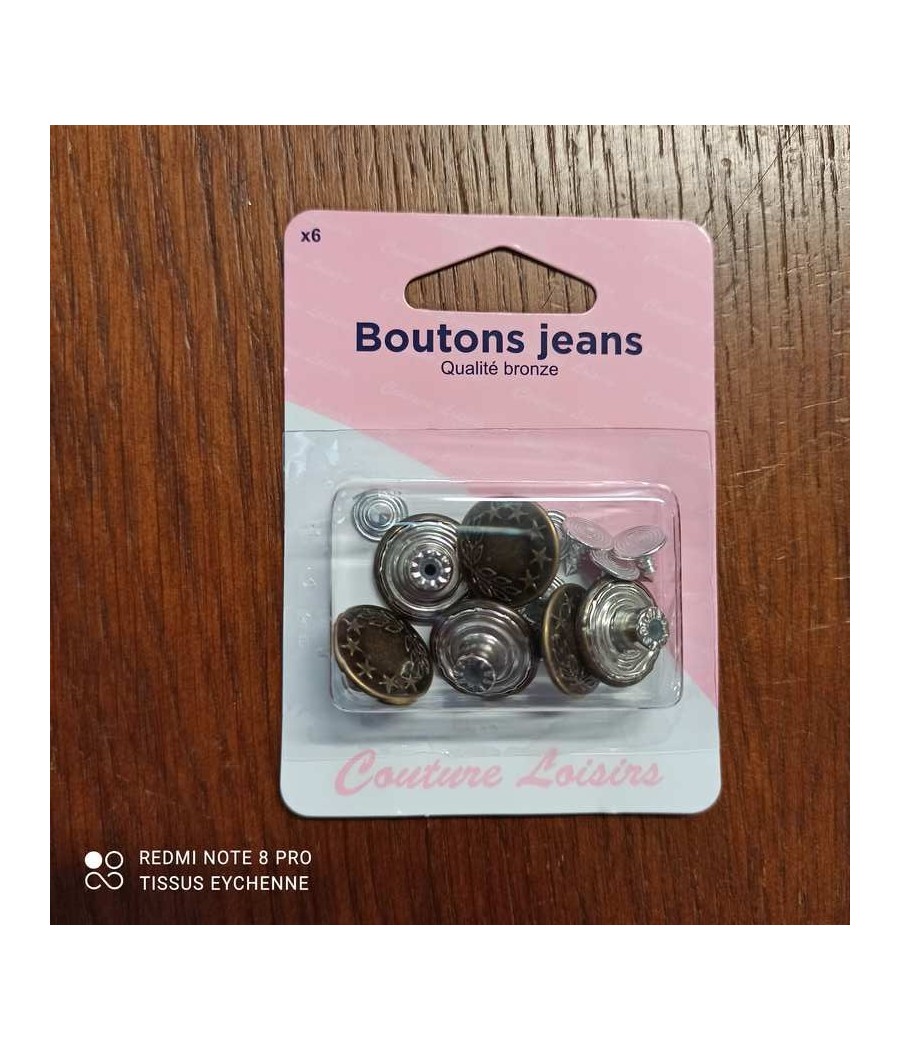 x6
Boutons jeans
Qualité bronze
Couture Loisirs
REDMI NOTE 8 PRO
TISSUS EYCHENNE